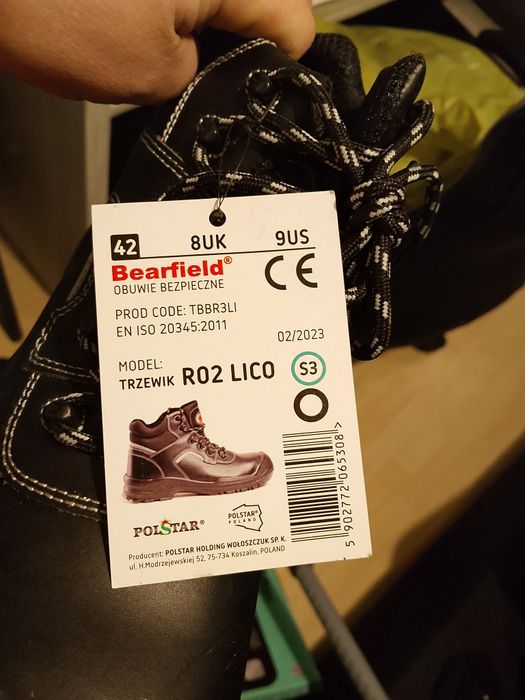 42 8UK 9US
Bearfield®
OBUWIE BEZPIECZNE
CE
PROD CODE: TBBR3LI
EN ISO 20345:2011
02/2023
MODEL:
TRZEWIK R02 LICO S3
5 902772 065308 >
POLSTAR®
POLSTAR®
POLAND
Producent: POLSTAR HOLDING WOŁOSZCZUK SP. K.
ul. H.Modrzejewskiej 52, 75-734 Koszalin, POLAND